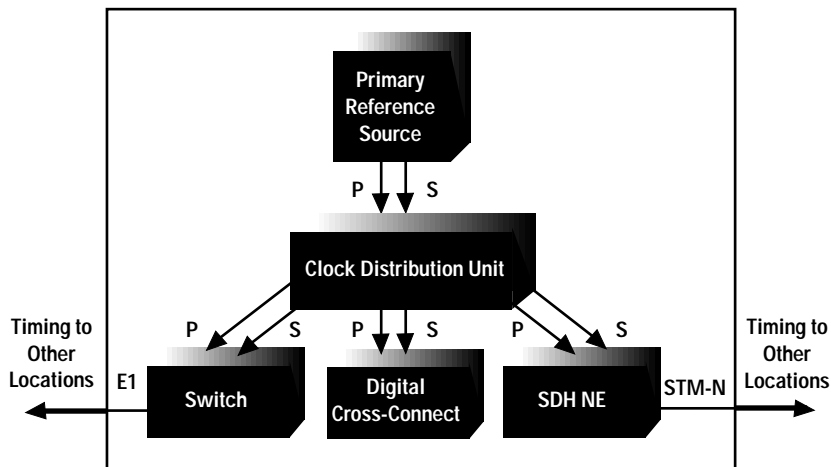 Primary
Reference
Source
P S
Clock Distribution Unit
P S P S P S
Timing to
Other
Locations
E1
Switch
Digital
Cross-Connect
SDH NE
STM-N
Timing to
Other
Locations